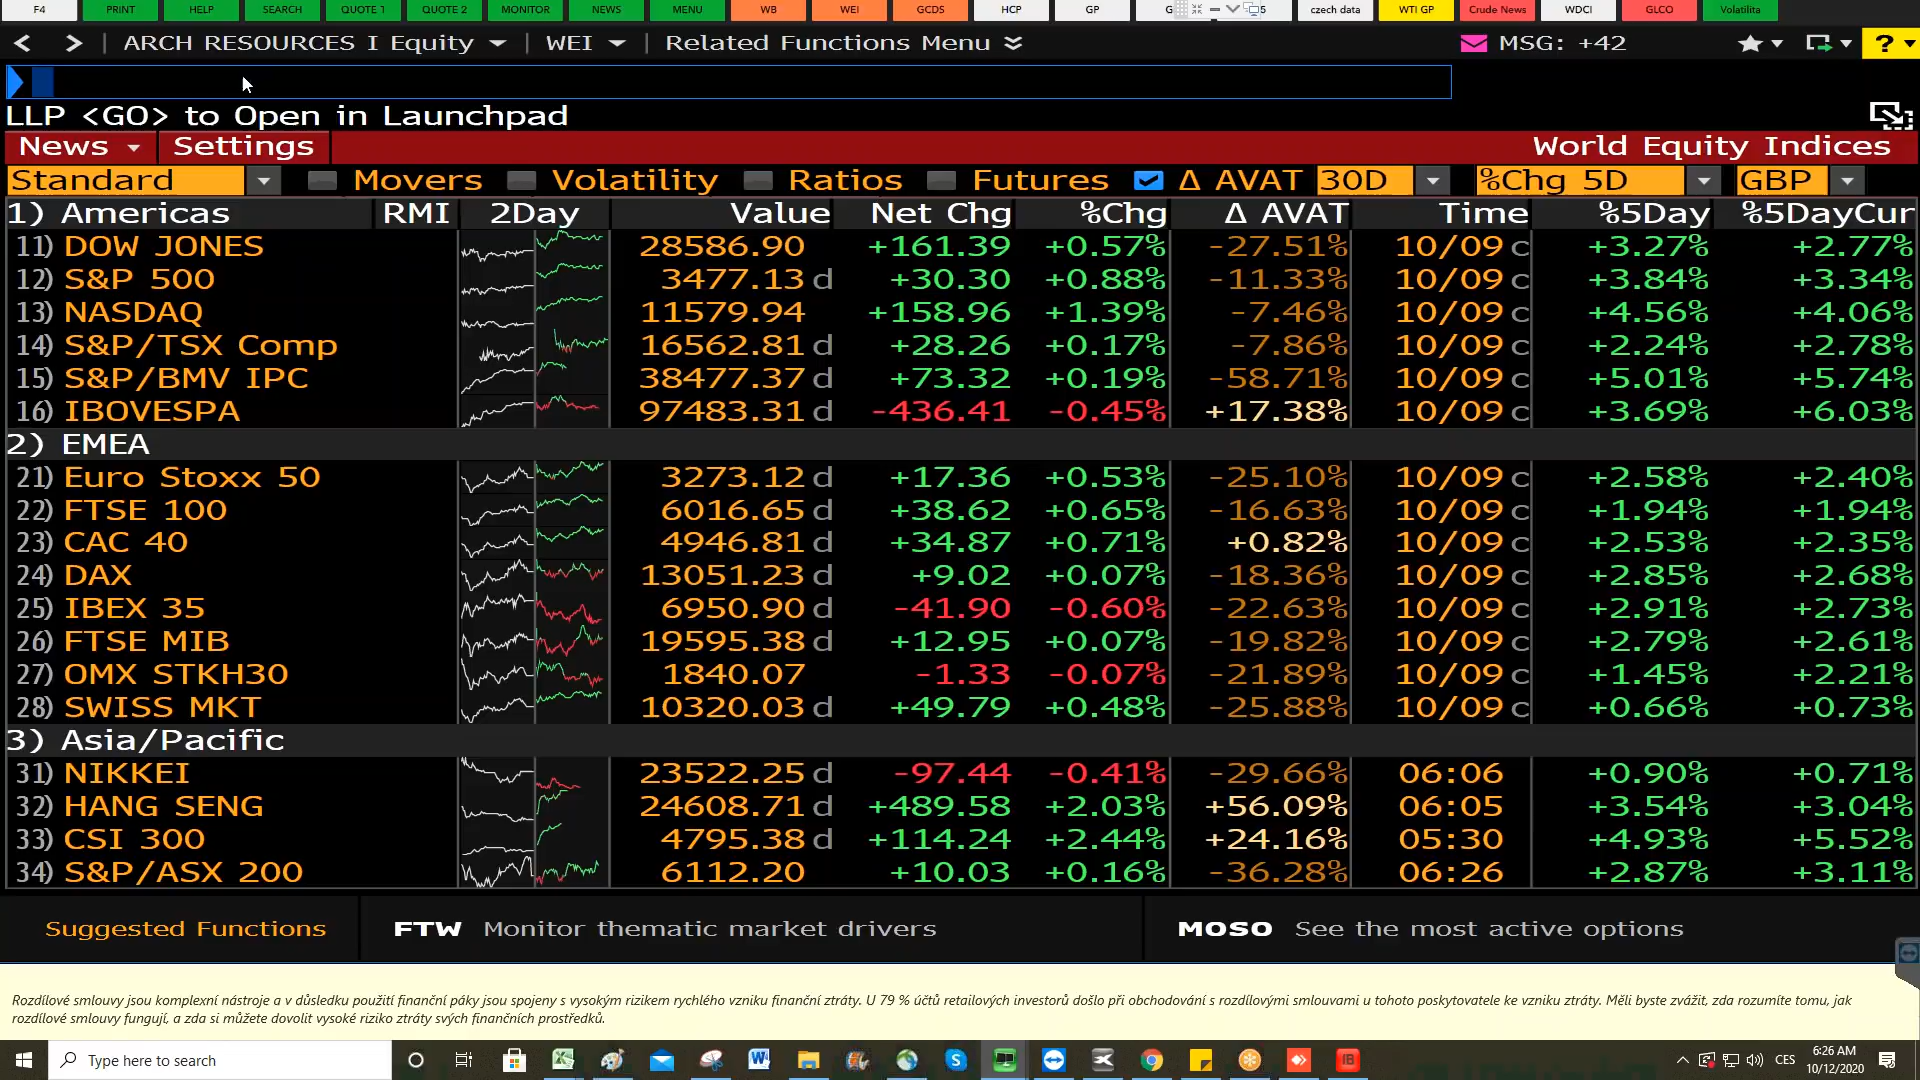 F4 PRINT HELP SEARCH QUOTE 1 QUOTE 2 MONITOR NEWS MENU WB WEI GCDS HCP GP czech data WTI GP Crude News WDCI GLCO Volatilita
ARCH RESOURCES I Equity | WEI | Related Functions Menu MSG: +42 ?
LLP <GO> to Open in Launchpad
News Settings World Equity Indices
Standard Movers Volatility Ratios Futures Δ AVAT 30D %Chg 5D GBP
1) Americas RMI 2Day Value Net Chg %Chg Δ AVAT Time %5Day %5DayCur
11) DOW JONES 28586.90 +161.39 +0.57% -27.51% 10/09 c +3.27% +2.77%
12) S&P 500 3477.13 d +30.30 +0.88% -11.33% 10/09 c +3.84% +3.34%
13) NASDAQ 11579.94 +158.96 +1.39% -7.46% 10/09 c +4.56% +4.06%
14) S&P/TSX Comp 16562.81 d +28.26 +0.17% -7.86% 10/09 c +2.24% +2.78%
15) S&P/BMV IPC 38477.37 d +73.32 +0.19% -58.71% 10/09 c +5.01% +5.74%
16) IBOVESPA 97483.31 d -436.41 -0.45% +17.38% 10/09 c +3.69% +6.03%
2) EMEA
21) Euro Stoxx 50 3273.12 d +17.36 +0.53% -25.10% 10/09 c +2.58% +2.40%
22) FTSE 100 6016.65 d +38.62 +0.65% -16.63% 10/09 c +1.94% +1.94%
23) CAC 40 4946.81 d +34.87 +0.71% +0.82% 10/09 c +2.53% +2.35%
24) DAX 13051.23 d +9.02 +0.07% -18.36% 10/09 c +2.85% +2.68%
25) IBEX 35 6950.90 d -41.90 -0.60% -22.63% 10/09 c +2.91% +2.73%
26) FTSE MIB 19595.38 d +12.95 +0.07% -19.82% 10/09 c +2.79% +2.61%
27) OMX STKH30 1840.07 -1.33 -0.07% -21.89% 10/09 c +1.45% +2.21%
28) SWISS MKT 10320.03 d +49.79 +0.48% -25.88% 10/09 c +0.66% +0.73%
3) Asia/Pacific
31) NIKKEI 23522.25 d -97.44 -0.41% -29.66% 06:06 +0.90% +0.71%
32) HANG SENG 24608.71 d +489.58 +2.03% +56.09% 06:05 +3.54% +3.04%
33) CSI 300 4795.38 d +114.24 +2.44% +24.16% 05:30 +4.93% +5.52%
34) S&P/ASX 200 6112.20 +10.03 +0.16% -36.28% 06:26 +2.87% +3.11%
Suggested Functions FTW Monitor thematic market drivers MOSO See the most active options
Rozdílové smlouvy jsou komplexní nástroje a v důsledku použití finanční páky jsou spojeny s vysokým rizikem rychlého vzniku finanční ztráty. U 79 % účtů retailových investorů došlo při obchodování s rozdílovými smlouvami u tohoto poskytovatele ke vzniku ztráty. Měli byste zvážit, zda rozumíte tomu, jak
rozdílové smlouvy fungují, a zda si můžete dovolit vysoké riziko ztráty svých finančních prostředků.
Type here to search CES 6:26 AM
10/12/2020